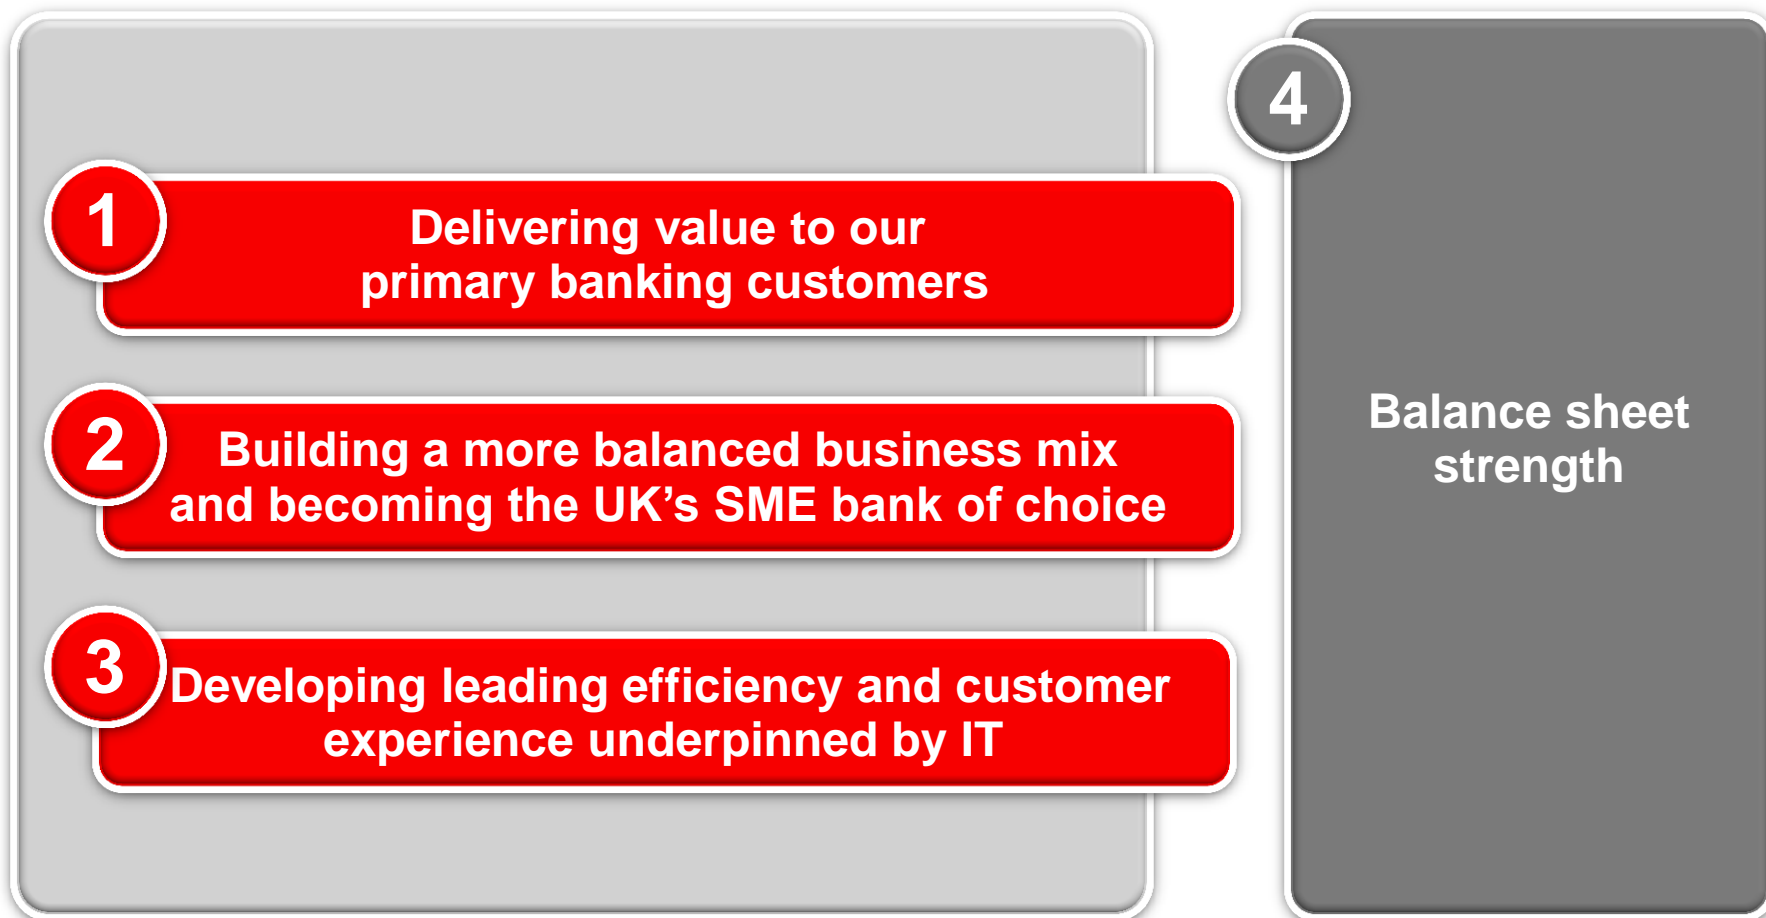 1
Delivering value to our
primary banking customers
2
Building a more balanced business mix
and becoming the UK’s SME bank of choice
3
Developing leading efficiency and customer
experience underpinned by IT
4
Balance sheet
strength